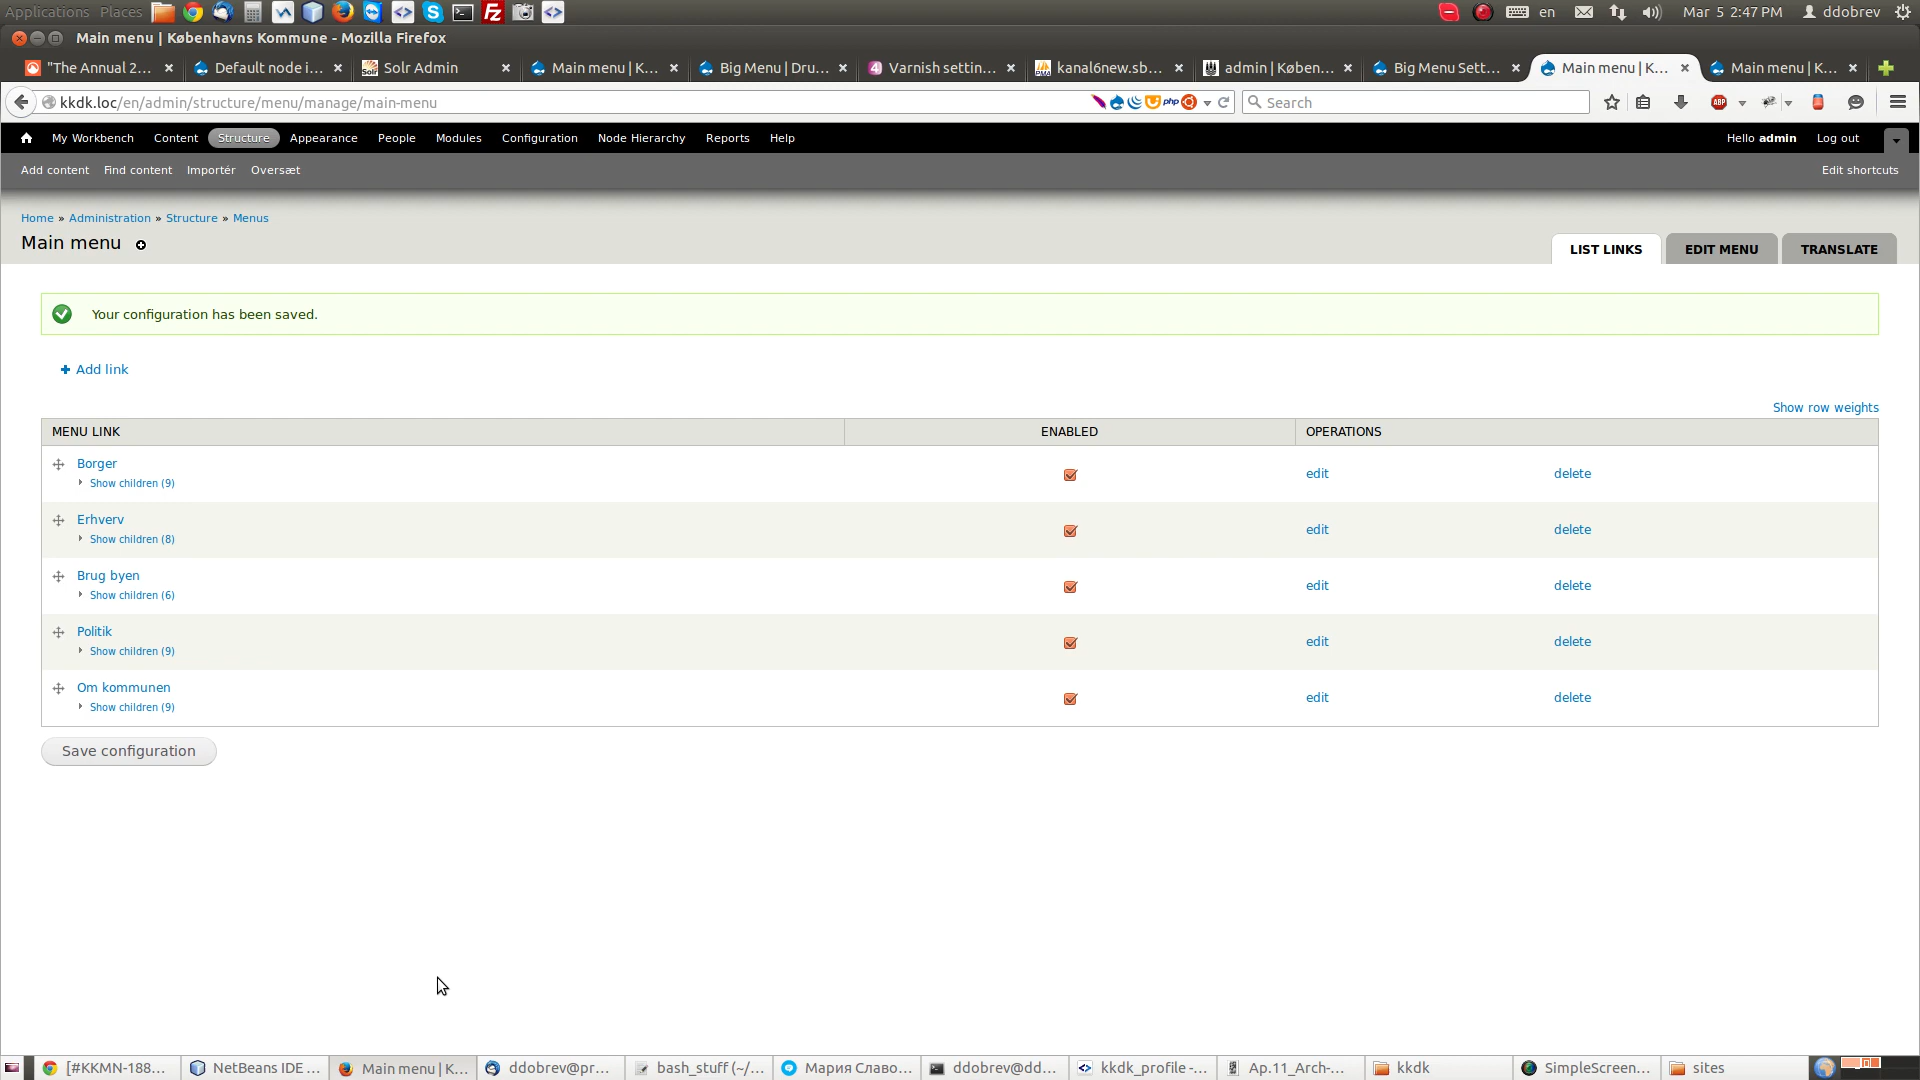 Applications Places en Mar 5 2:47 PM ddobrev
Main menu | Københavns Kommune - Mozilla Firefox
"The Annual 2... Default node i... Solr Admin Main menu | K... Big Menu | Dru... Varnish settin... kanal6new.sb... admin | Køben... Big Menu Sett... Main menu | K... Main menu | K...
kkdk.loc/en/admin/structure/menu/manage/main-menu php Search ABP
My Workbench Content Structure Appearance People Modules Configuration Node Hierarchy Reports Help Hello admin Log out
Add content Find content Importér Oversæt Edit shortcuts
Home » Administration » Structure » Menus
Main menu
LIST LINKS EDIT MENU TRANSLATE
Your configuration has been saved.
Add link
Show row weights
MENU LINK ENABLED OPERATIONS
Borger
Show children (9)
edit delete
Erhverv
Show children (8)
edit delete
Brug byen
Show children (6)
edit delete
Politik
Show children (9)
edit delete
Om kommunen
Show children (9)
edit delete
Save configuration
[#KKMN-188... NetBeans IDE ... Main menu | K... ddobrev@pr... bash_stuff (~/... Мария Славо... ddobrev@dd... kkdk_profile -... Ap.11_Arch-... kkdk SimpleScreen... sites